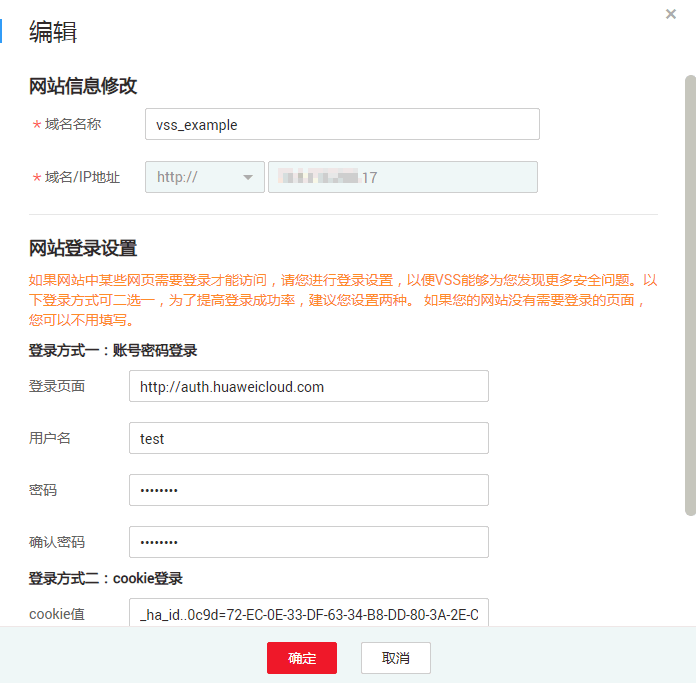 编辑
网站信息修改
* 域名名称 vss_example
* 域名/IP地址 http:// .17
网站登录设置
如果网站中某些网页需要登录才能访问，请您进行登录设置，以便VSS能够为您发现更多安全问题。以
下登录方式可二选一，为了提高登录成功率，建议您设置两种。 如果您的网站没有需要登录的页面，
您可以不用填写。
登录方式一：账号密码登录
登录页面 http://auth.huaweicloud.com
用户名 test
密码 ••••••••
确认密码 ••••••••
登录方式二：cookie登录
cookie值 _ha_id..0c9d=72-EC-0E-33-DF-63-34-B8-DD-80-3A-2E-C
确定 取消